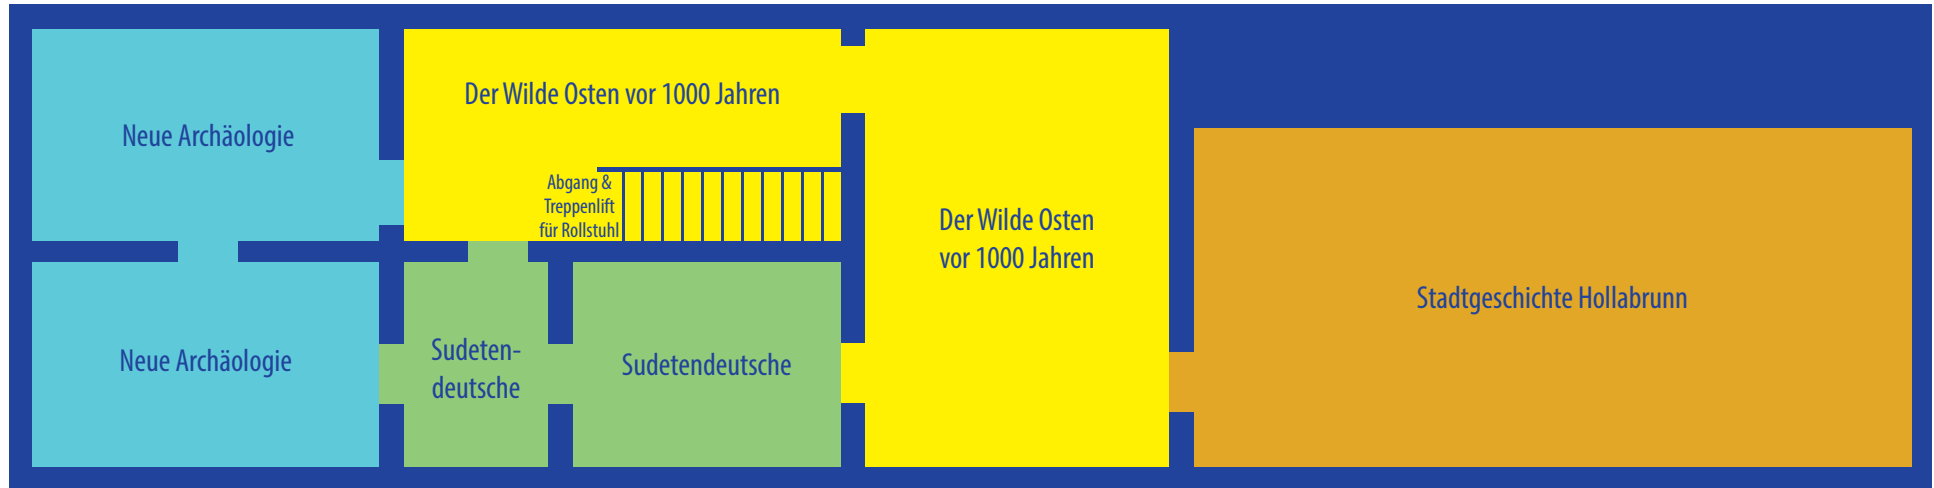 Neue Archäologie
Der Wilde Osten vor 1000 Jahren
Abgang &
Treppenlift
für Rollstuhl
Neue Archäologie
Sudeten-
deutsche
Sudetendeutsche
Der Wilde Osten
vor 1000 Jahren
Stadtgeschichte Hollabrunn